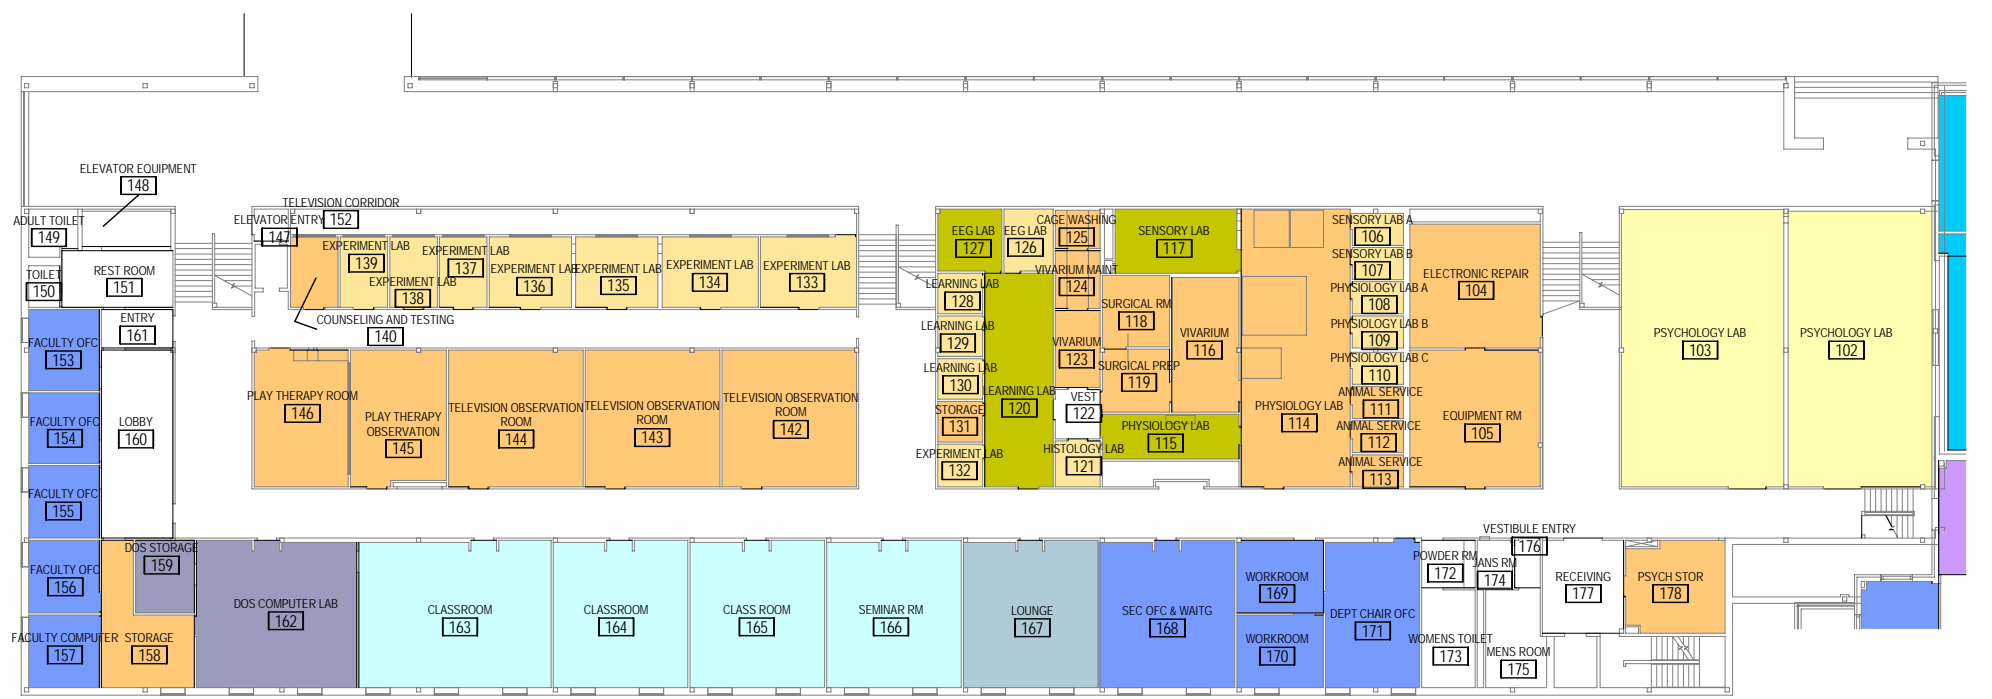 ELEVATOR EQUIPMENT
148
ADULT TOILET
149
TOILET
150
REST ROOM
151
ELEVATOR ENTRY
147
TELEVISION CORRIDOR
152
EXPERIMENT LAB
139
EXPERIMENT LAB
138
EXPERIMENT LAB
137
EXPERIMENT LAB
136
EXPERIMENT LAB
135
EXPERIMENT LAB
134
EXPERIMENT LAB
133
COUNSELING AND TESTING
140
ENTRY
161
FACULTY OFC
153
FACULTY OFC
154
FACULTY OFC
155
FACULTY OFC
156
FACULTY COMPUTER
157
LOBBY
160
PLAY THERAPY ROOM
146
PLAY THERAPY
OBSERVATION
145
TELEVISION OBSERVATION
ROOM
144
TELEVISION OBSERVATION
ROOM
143
TELEVISION OBSERVATION
ROOM
142
EEG LAB
127
EEG LAB
126
CAGE WASHING
125
VIVARIUM MAINT
124
SENSORY LAB
117
LEARNING LAB
128
LEARNING LAB
129
LEARNING LAB
130
STORAGE
131
EXPERIMENT LAB
132
LEARNING LAB
120
VIVARIUM
123
VEST
122
HISTOLOGY LAB
121
SURGICAL RM
118
SURGICAL PREP
119
VIVARIUM
116
PHYSIOLOGY LAB
115
PHYSIOLOGY LAB
114
SENSORY LAB A
106
SENSORY LAB B
107
PHYSIOLOGY LAB A
108
PHYSIOLOGY LAB B
109
PHYSIOLOGY LAB C
110
ANIMAL SERVICE
111
ANIMAL SERVICE
112
ANIMAL SERVICE
113
ELECTRONIC REPAIR
104
EQUIPMENT RM
105
PSYCHOLOGY LAB
103
PSYCHOLOGY LAB
102
DOS STORAGE
159
STORAGE
158
DOS COMPUTER LAB
162
CLASSROOM
163
CLASSROOM
164
CLASS ROOM
165
SEMINAR RM
166
LOUNGE
167
SEC OFC & WAITG
168
WORKROOM
169
WORKROOM
170
DEPT CHAIR OFC
171
POWDER RM
172
WOMENS TOILET
173
JANS RM
174
MENS ROOM
175
VESTIBULE ENTRY
176
RECEIVING
177
PSYCH STOR
178